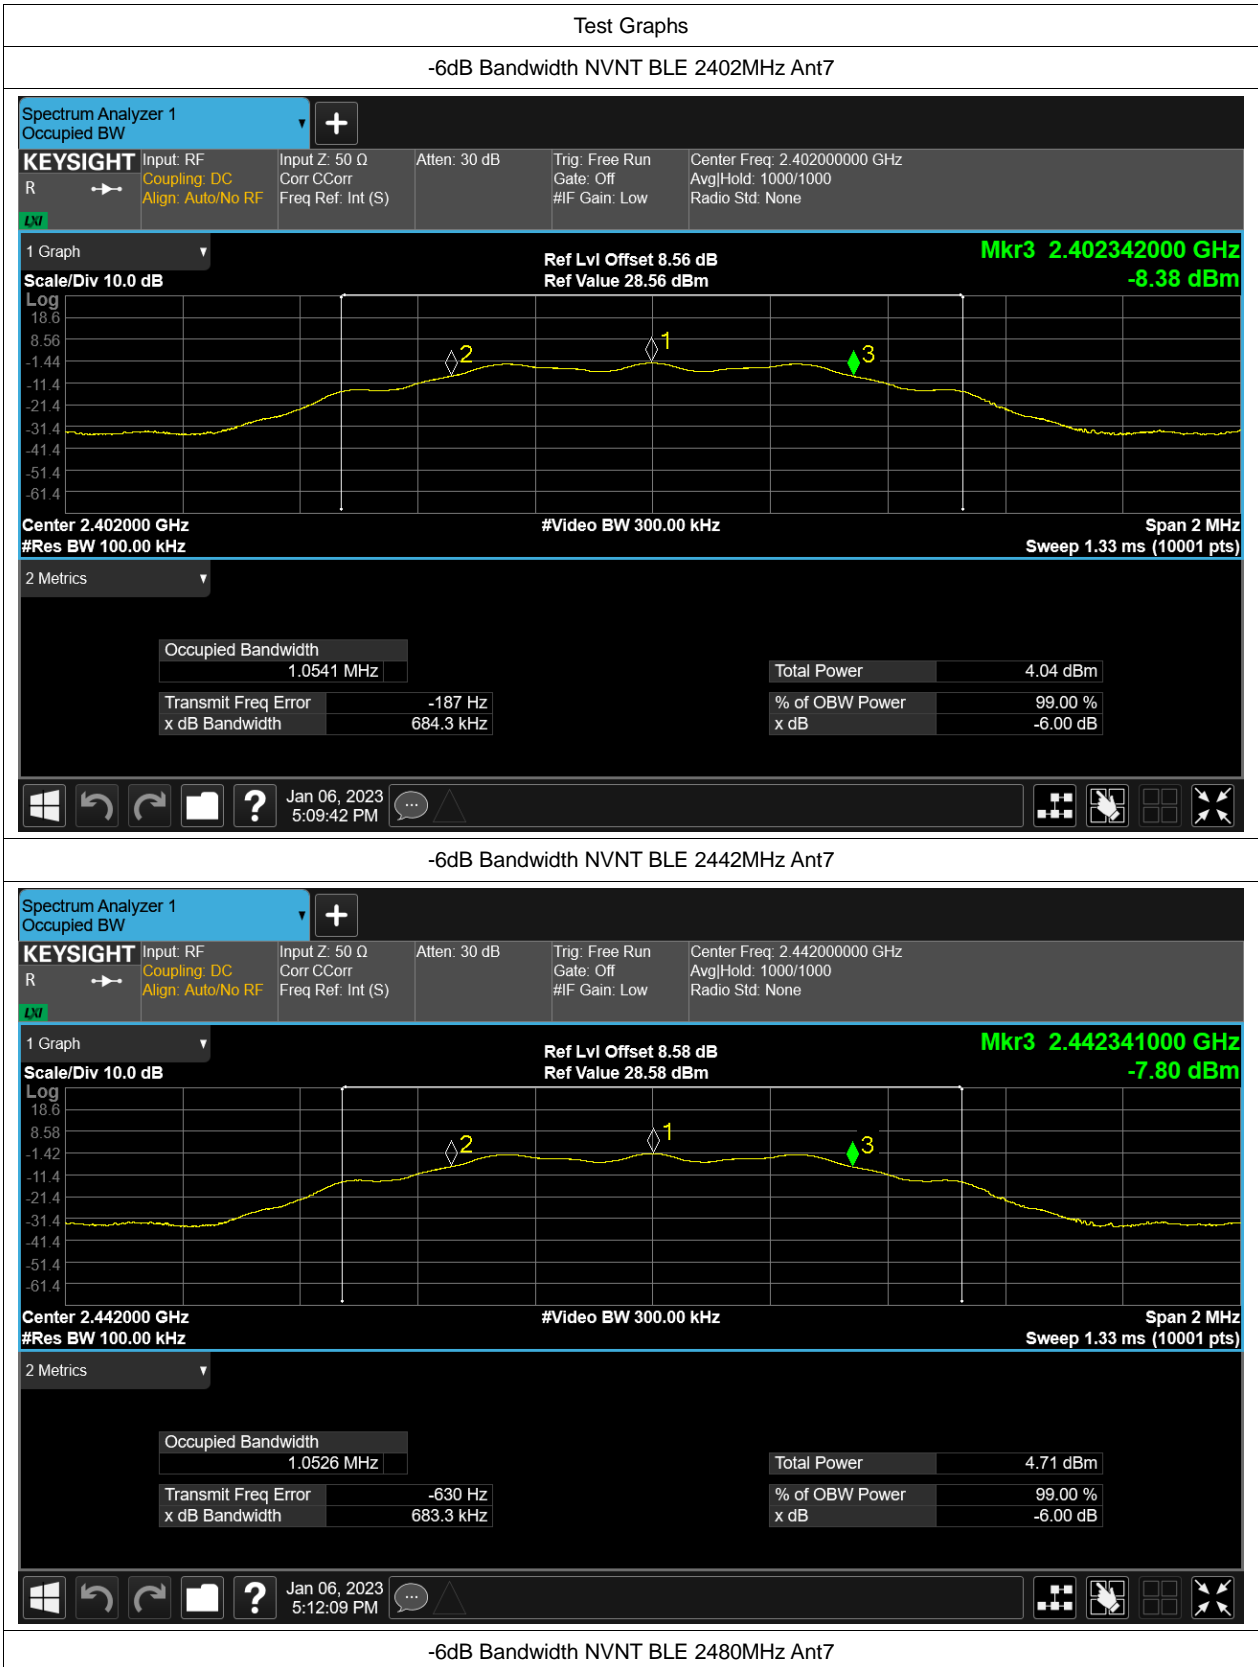 Test Graphs
-6dB Bandwidth NVNT BLE 2402MHz Ant7
Spectrum Analyzer 1
Occupied BW
KEYSIGHT
R
LXI
Input: RF
Coupling: DC
Align: Auto/No RF
Input Z: 50 Ω
Corr CCorr
Freq Ref: Int (S)
Atten: 30 dB
Trig: Free Run
Gate: Off
#IF Gain: Low
Center Freq: 2.402000000 GHz
Avg|Hold: 1000/1000
Radio Std: None
1 Graph
Scale/Div 10.0 dB
Ref Lvl Offset 8.56 dB
Ref Value 28.56 dBm
Mkr3 2.402342000 GHz
-8.38 dBm
Log
18.6
8.56
-1.44
-11.4
-21.4
-31.4
-41.4
-51.4
-61.4
2
1
3
Center 2.402000 GHz
#Video BW 300.00 kHz
Span 2 MHz
#Res BW 100.00 kHz
Sweep 1.33 ms (10001 pts)
2 Metrics
Occupied Bandwidth
1.0541 MHz
Total Power 4.04 dBm
Transmit Freq Error -187 Hz
% of OBW Power 99.00 %
x dB Bandwidth 684.3 kHz
x dB -6.00 dB
?
Jan 06, 2023
5:09:42 PM
-6dB Bandwidth NVNT BLE 2442MHz Ant7
Spectrum Analyzer 1
Occupied BW
KEYSIGHT
R
LXI
Input: RF
Coupling: DC
Align: Auto/No RF
Input Z: 50 Ω
Corr CCorr
Freq Ref: Int (S)
Atten: 30 dB
Trig: Free Run
Gate: Off
#IF Gain: Low
Center Freq: 2.442000000 GHz
Avg|Hold: 1000/1000
Radio Std: None
1 Graph
Scale/Div 10.0 dB
Ref Lvl Offset 8.58 dB
Ref Value 28.58 dBm
Mkr3 2.442341000 GHz
-7.80 dBm
Log
18.6
8.58
-1.42
-11.4
-21.4
-31.4
-41.4
-51.4
-61.4
2
1
3
Center 2.442000 GHz
#Video BW 300.00 kHz
Span 2 MHz
#Res BW 100.00 kHz
Sweep 1.33 ms (10001 pts)
2 Metrics
Occupied Bandwidth
1.0526 MHz
Total Power 4.71 dBm
Transmit Freq Error -630 Hz
% of OBW Power 99.00 %
x dB Bandwidth 683.3 kHz
x dB -6.00 dB
?
Jan 06, 2023
5:12:09 PM
-6dB Bandwidth NVNT BLE 2480MHz Ant7